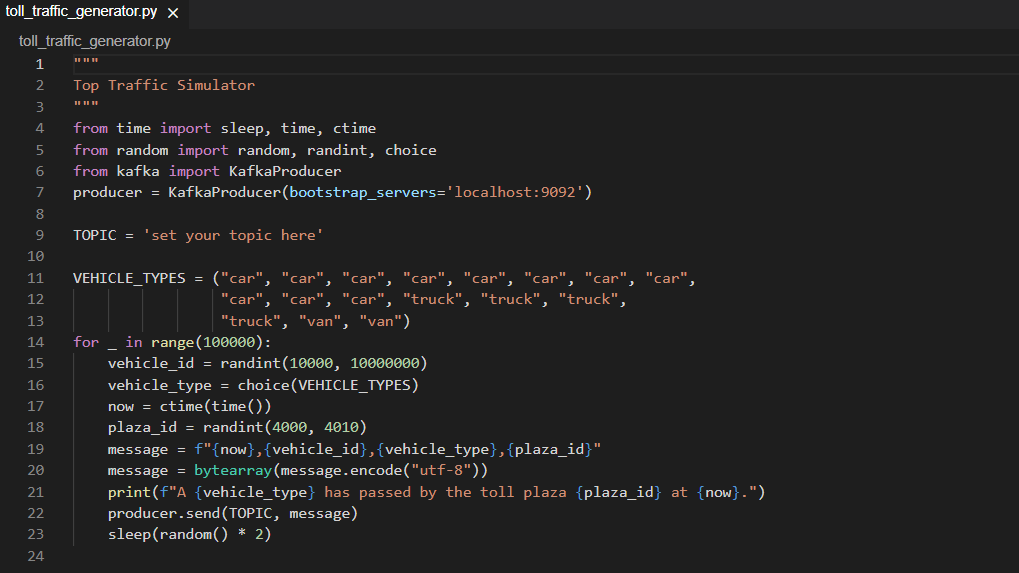 toll_traffic_generator.py ×
toll_traffic_generator.py
1 """
2 Top Traffic Simulator
3 """
4 from time import sleep, time, ctime
5 from random import random, randint, choice
6 from kafka import KafkaProducer
7 producer = KafkaProducer(bootstrap_servers='localhost:9092')
8
9 TOPIC = 'set your topic here'
10
11 VEHICLE_TYPES = ("car", "car", "car", "car", "car", "car", "car", "car",
12                  "car", "car", "car", "truck", "truck", "truck",
13                  "truck", "van", "van")
14 for _ in range(100000):
15     vehicle_id = randint(10000, 10000000)
16     vehicle_type = choice(VEHICLE_TYPES)
17     now = ctime(time())
18     plaza_id = randint(4000, 4010)
19     message = f"{now},{vehicle_id},{vehicle_type},{plaza_id}"
20     message = bytearray(message.encode("utf-8"))
21     print(f"A {vehicle_type} has passed by the toll plaza {plaza_id} at {now}.")
22     producer.send(TOPIC, message)
23     sleep(random() * 2)
24